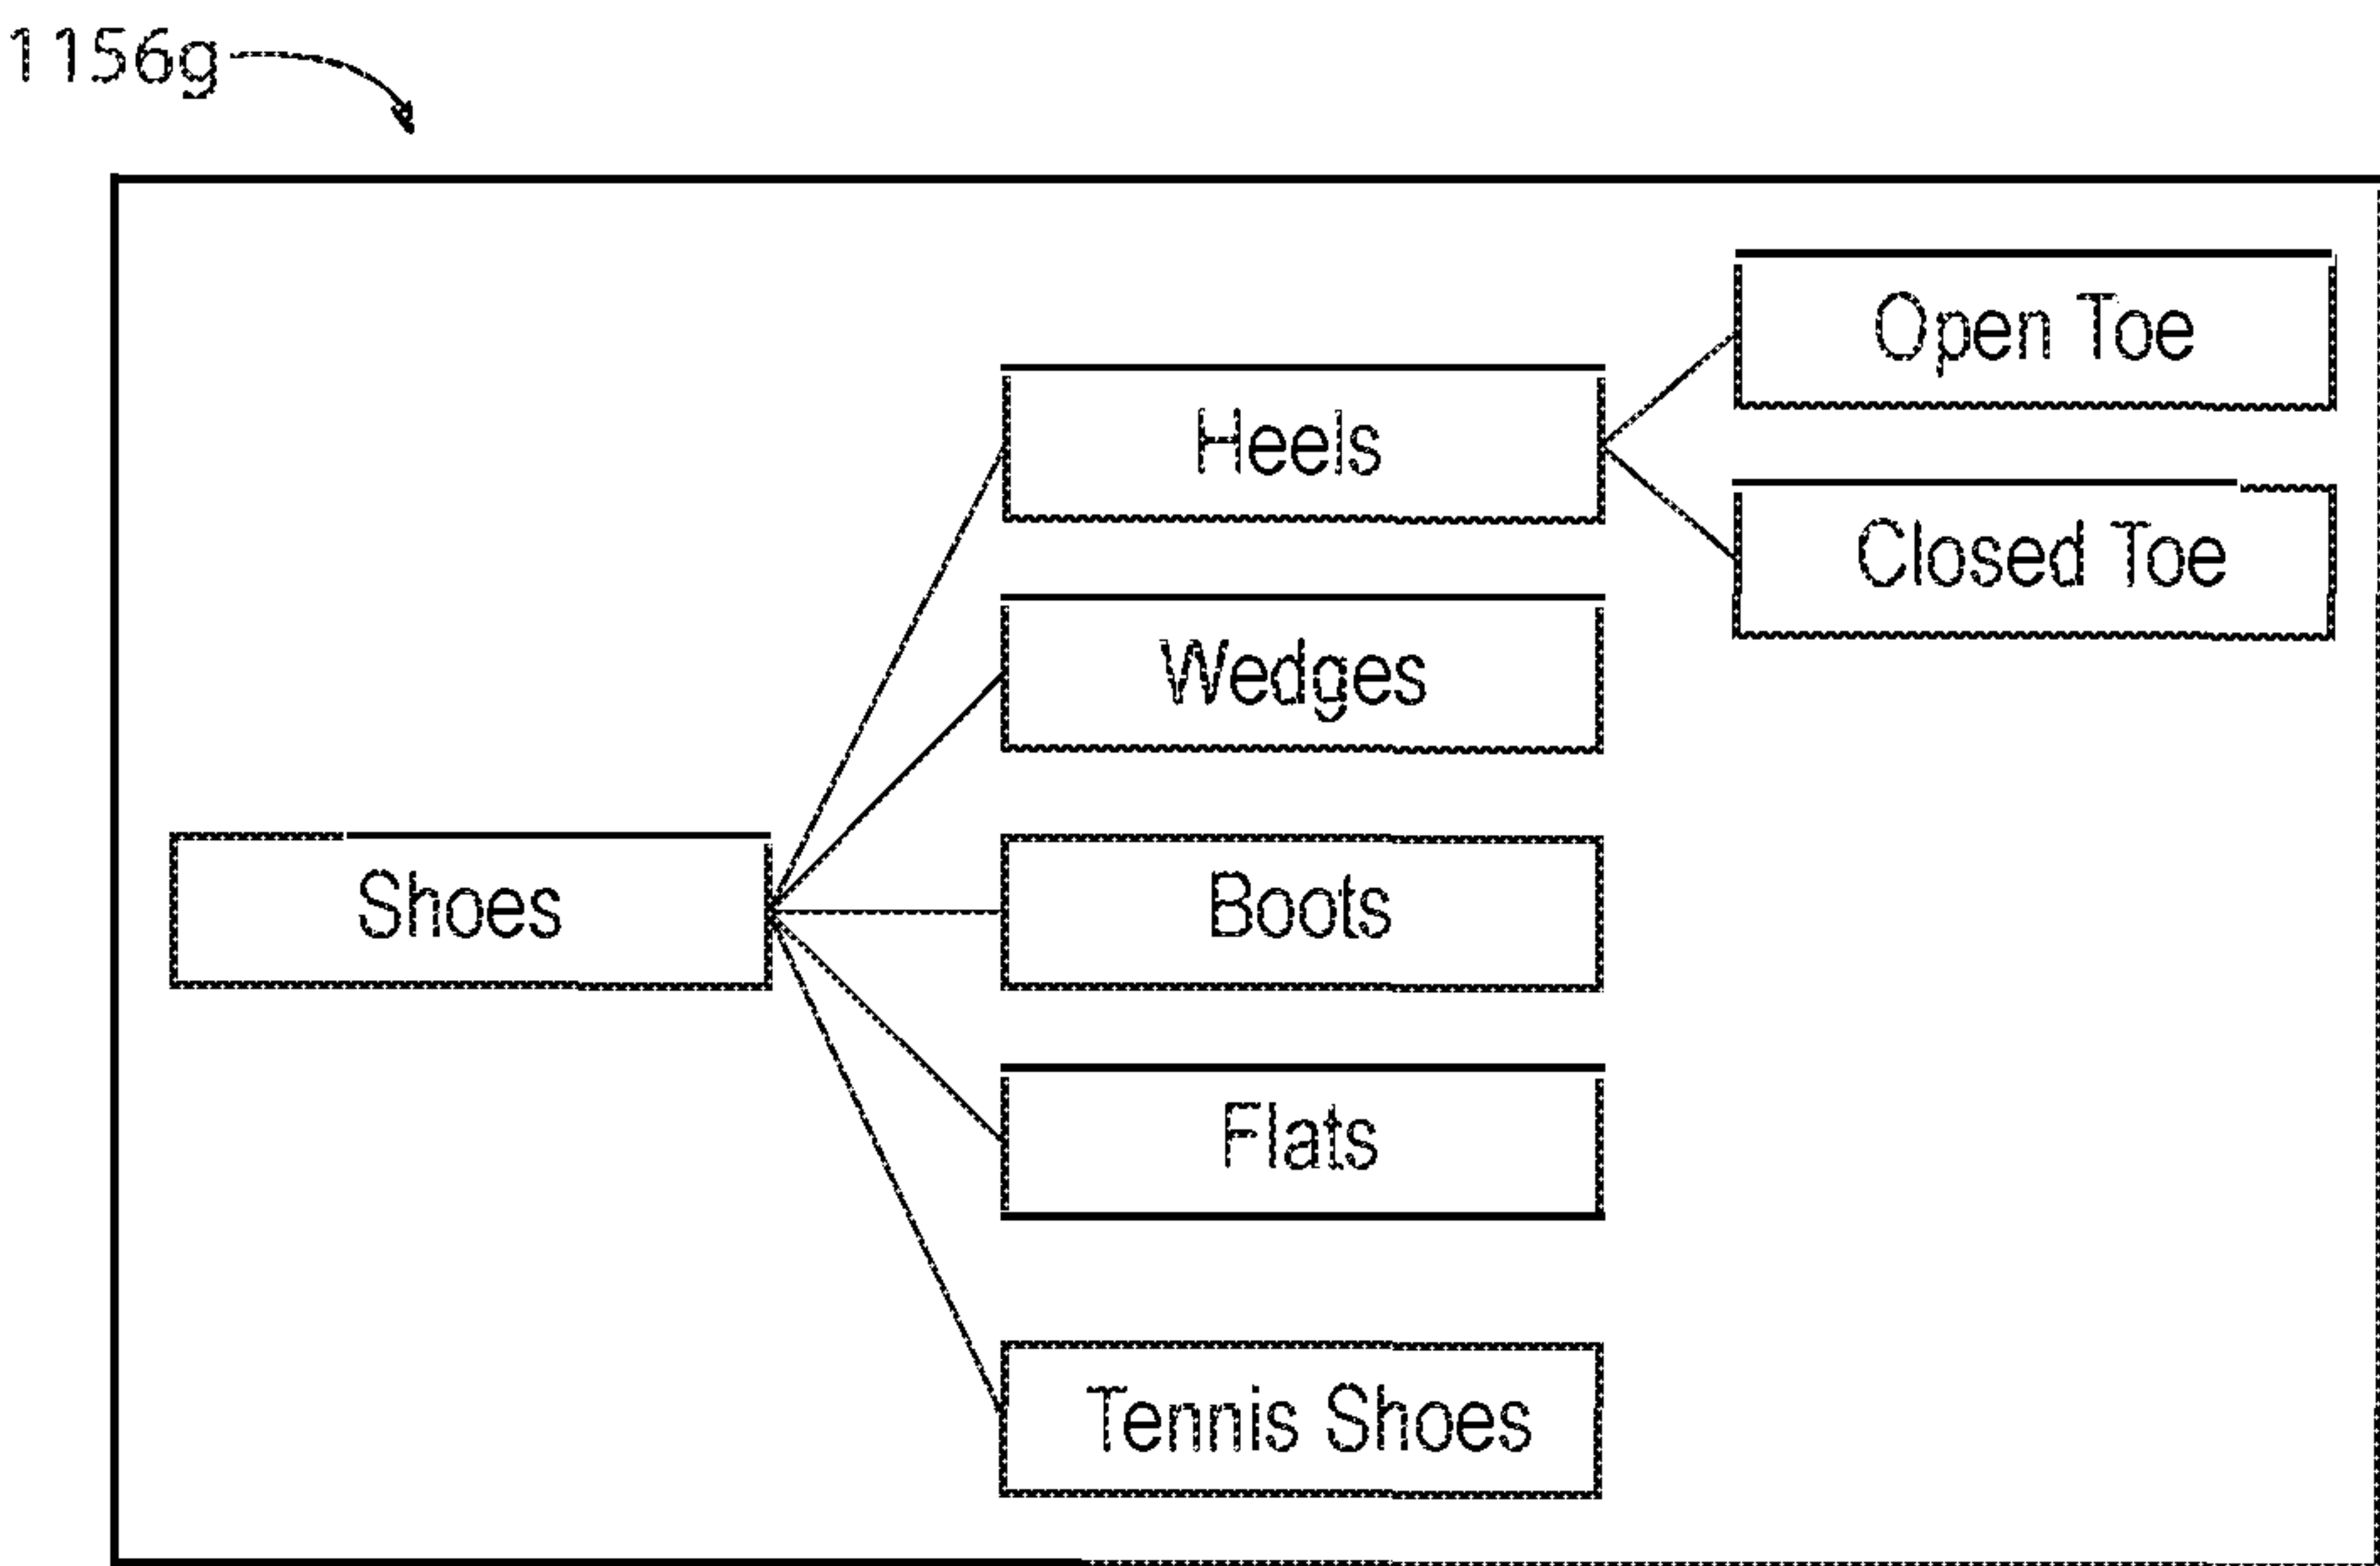 1156g
Open Toe
Heels
Closed Toe
Wedges
Shoes
Boots
Flats
Tennis Shoes